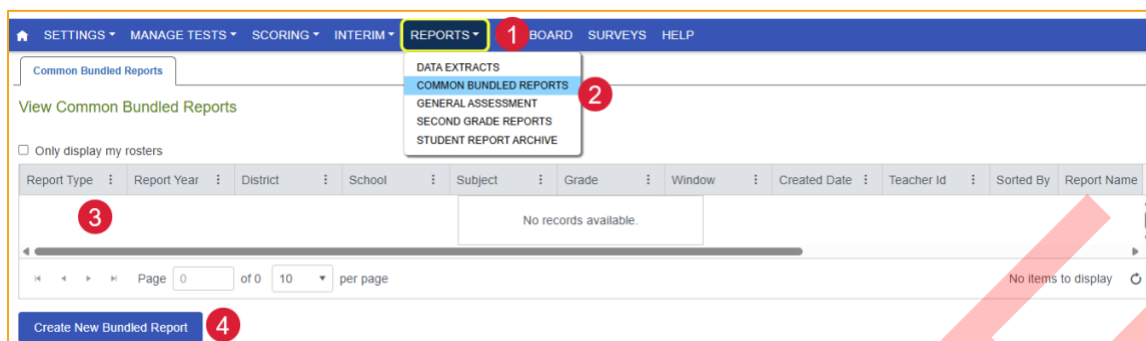 SETTINGS MANAGE TESTS SCORING INTERIM REPORTS 1 BOARD SURVEYS HELP
Common Bundled Reports
DATA EXTRACTS
COMMON BUNDLED REPORTS 2
GENERAL ASSESSMENT
SECOND GRADE REPORTS
STUDENT REPORT ARCHIVE
View Common Bundled Reports
Only display my rosters
Report Type Report Year District School Subject Grade Window Created Date Teacher Id Sorted By Report Name
3
No records available.
Page 0 of 0 10 per page No items to display
Create New Bundled Report 4